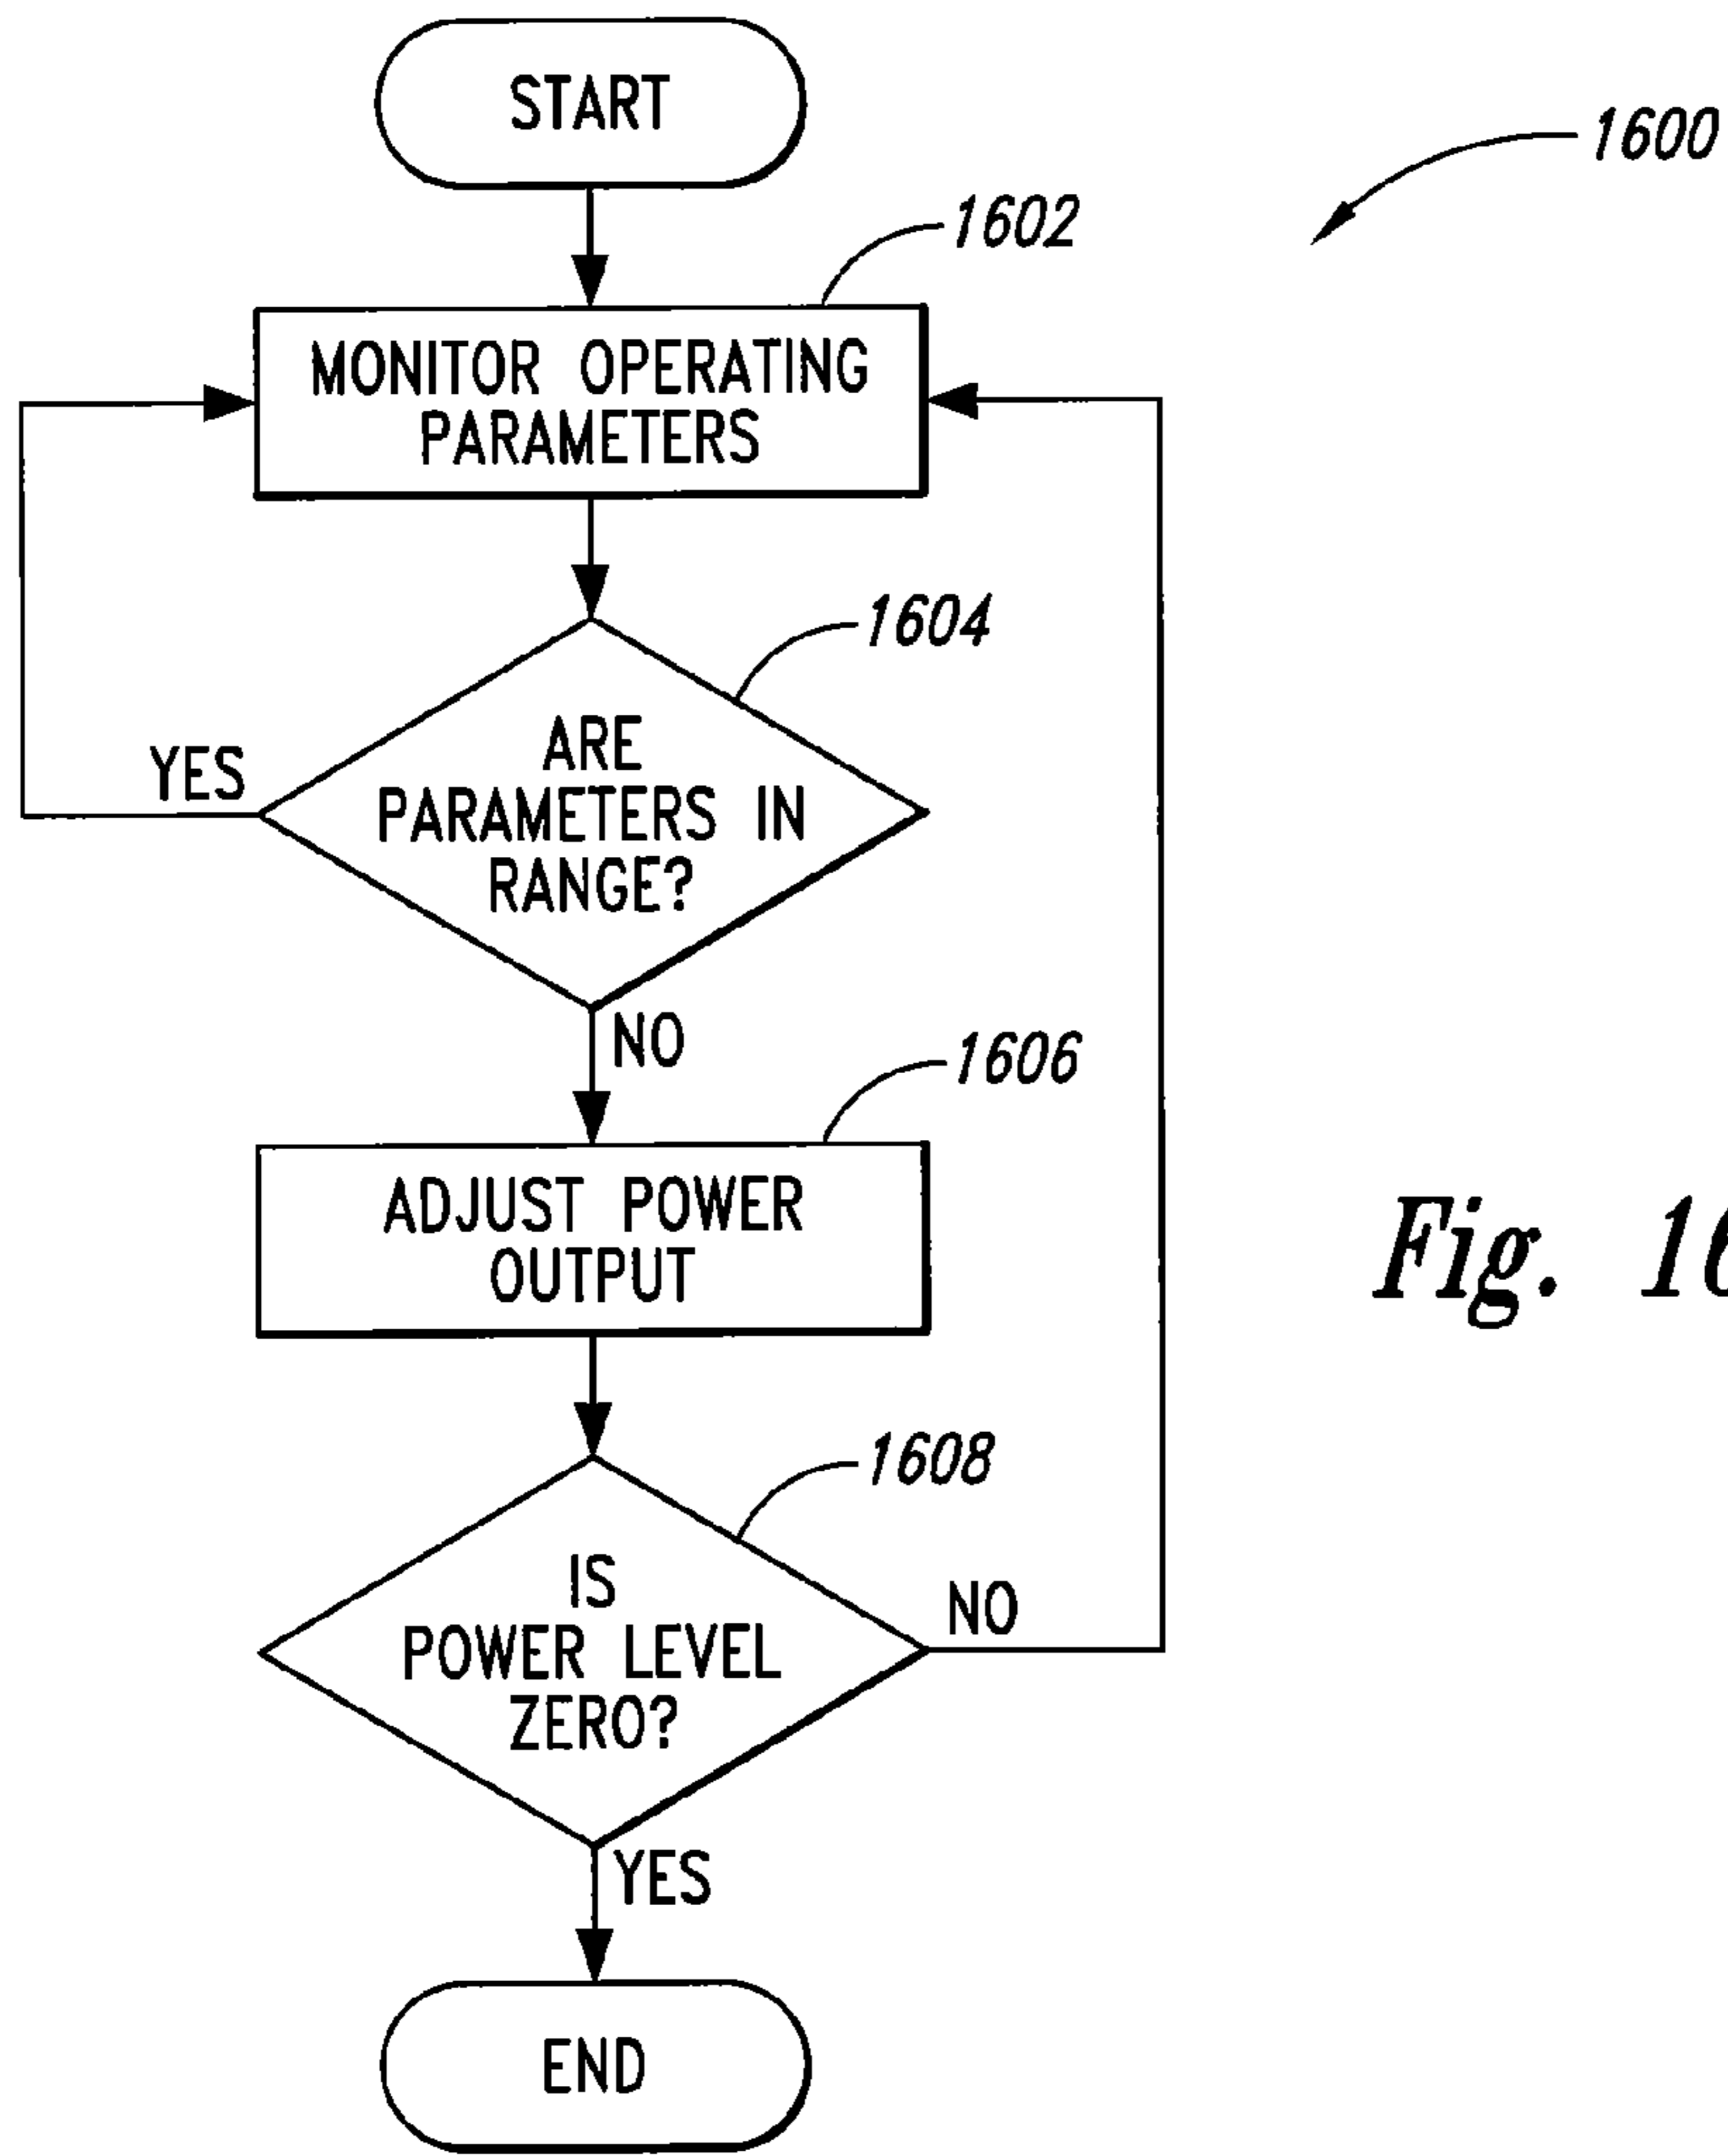 START
1600
1602
MONITOR OPERATING
PARAMETERS
1604
ARE
PARAMETERS IN
RANGE?
YES
NO
1606
ADJUST POWER
OUTPUT
Fig.
1608
IS
POWER LEVEL
ZERO?
NO
YES
END